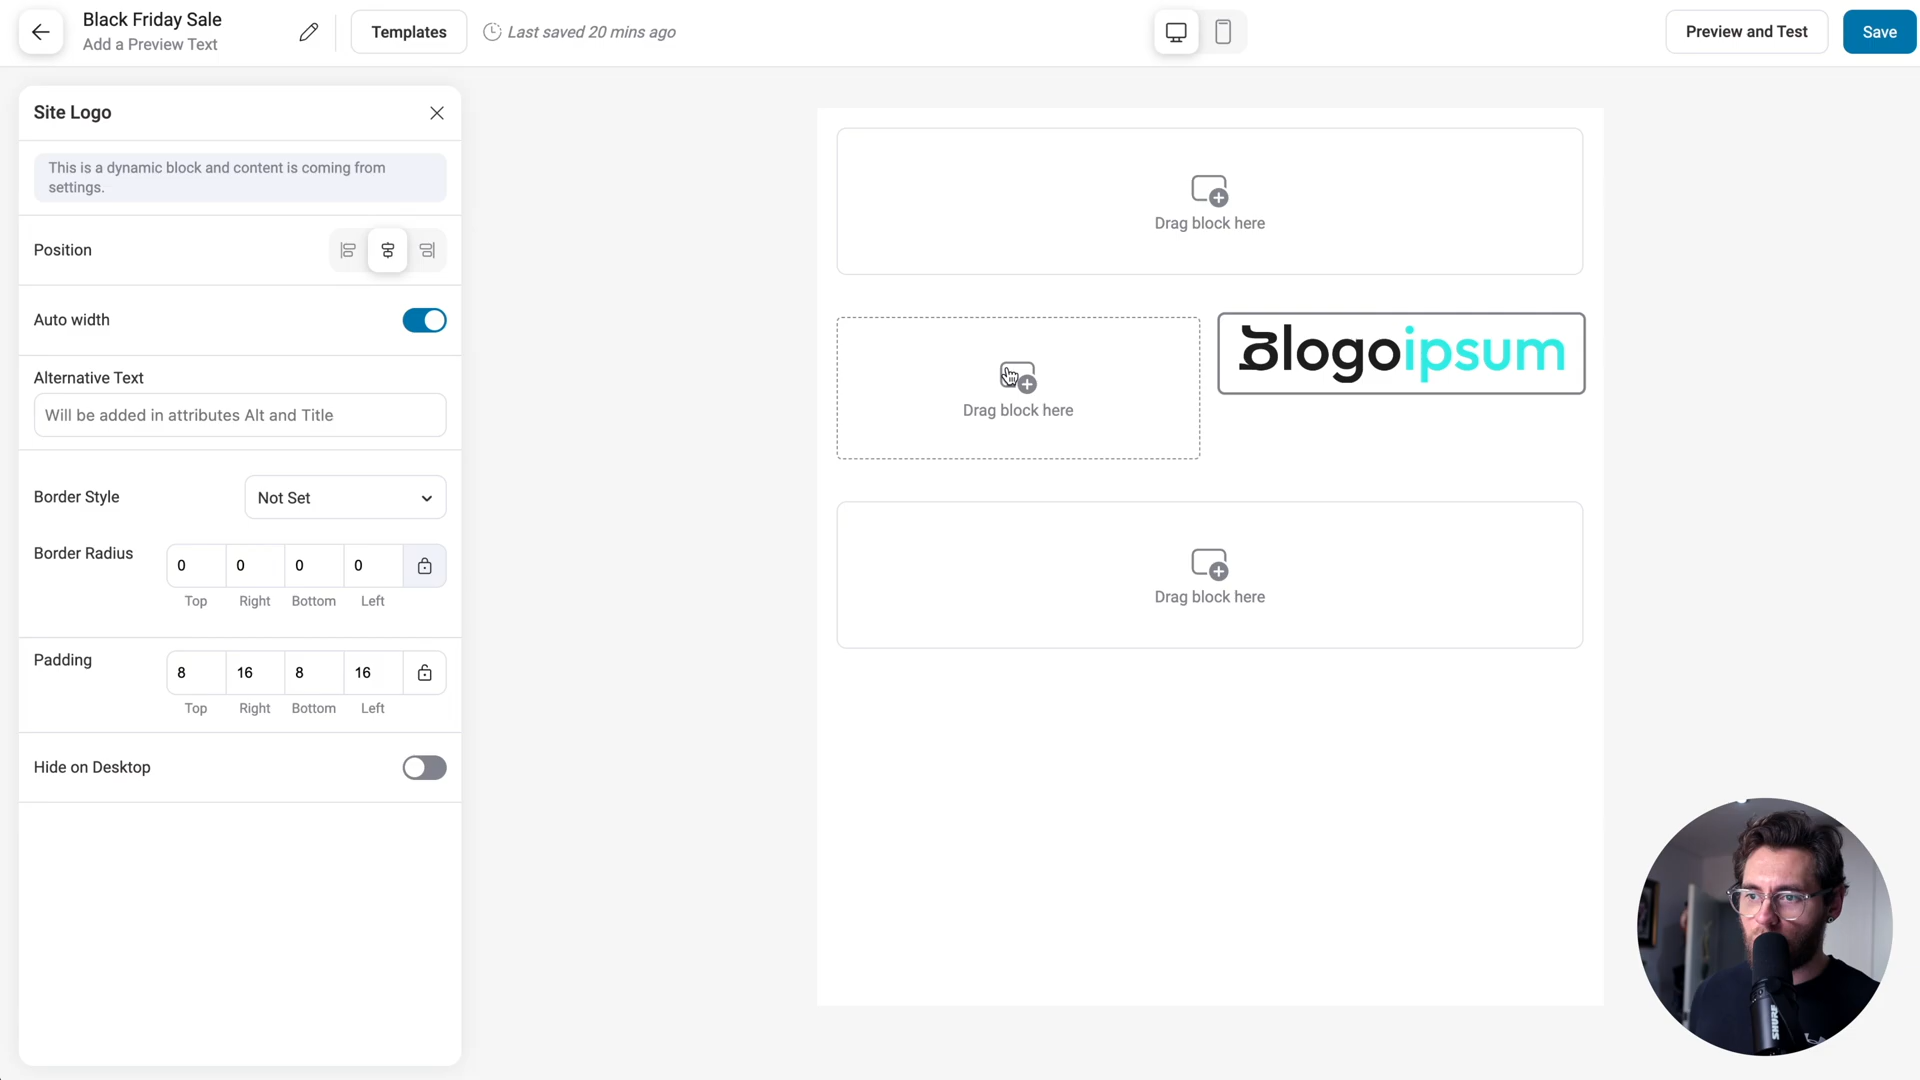 Black Friday Sale
Add a Preview Text
Templates
Last saved 20 mins ago
Preview and Test
Save
Site Logo
This is a dynamic block and content is coming from
settings.
Position
Auto width
Alternative Text
Will be added in attributes Alt and Title
Border Style
Not Set
Border Radius
0 0 0 0
Top Right Bottom Left
Padding
8 16 8 16
Top Right Bottom Left
Hide on Desktop
Drag block here
Drag block here
logoipsum
Drag block here
SHURE